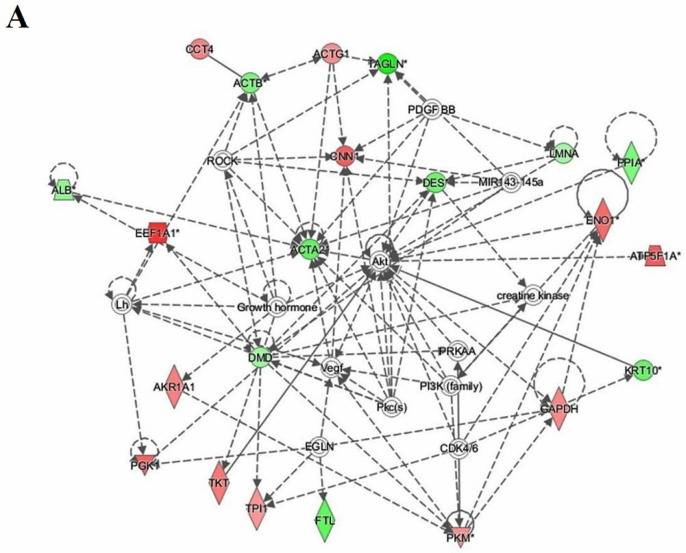 A
CCT4
ACTG1
TAGLN*
ACTB
PDGF BB
ROCK
CNN1
LMNA
PPIA*
DES*
MIR143-145a
ALB*
EEF1A1*
ENO1*
ACTA2*
Akt
ATP5F1A*
creatine kinase
Lh
Growth hormone
DMD
PRKAA
Vegf
KRT10*
AKR1A1
PI3K (family)
Pkc(s)
GAPDH
EGLN
CDK4/6
PGK1
TKT
TPI1
FTL
PKM*